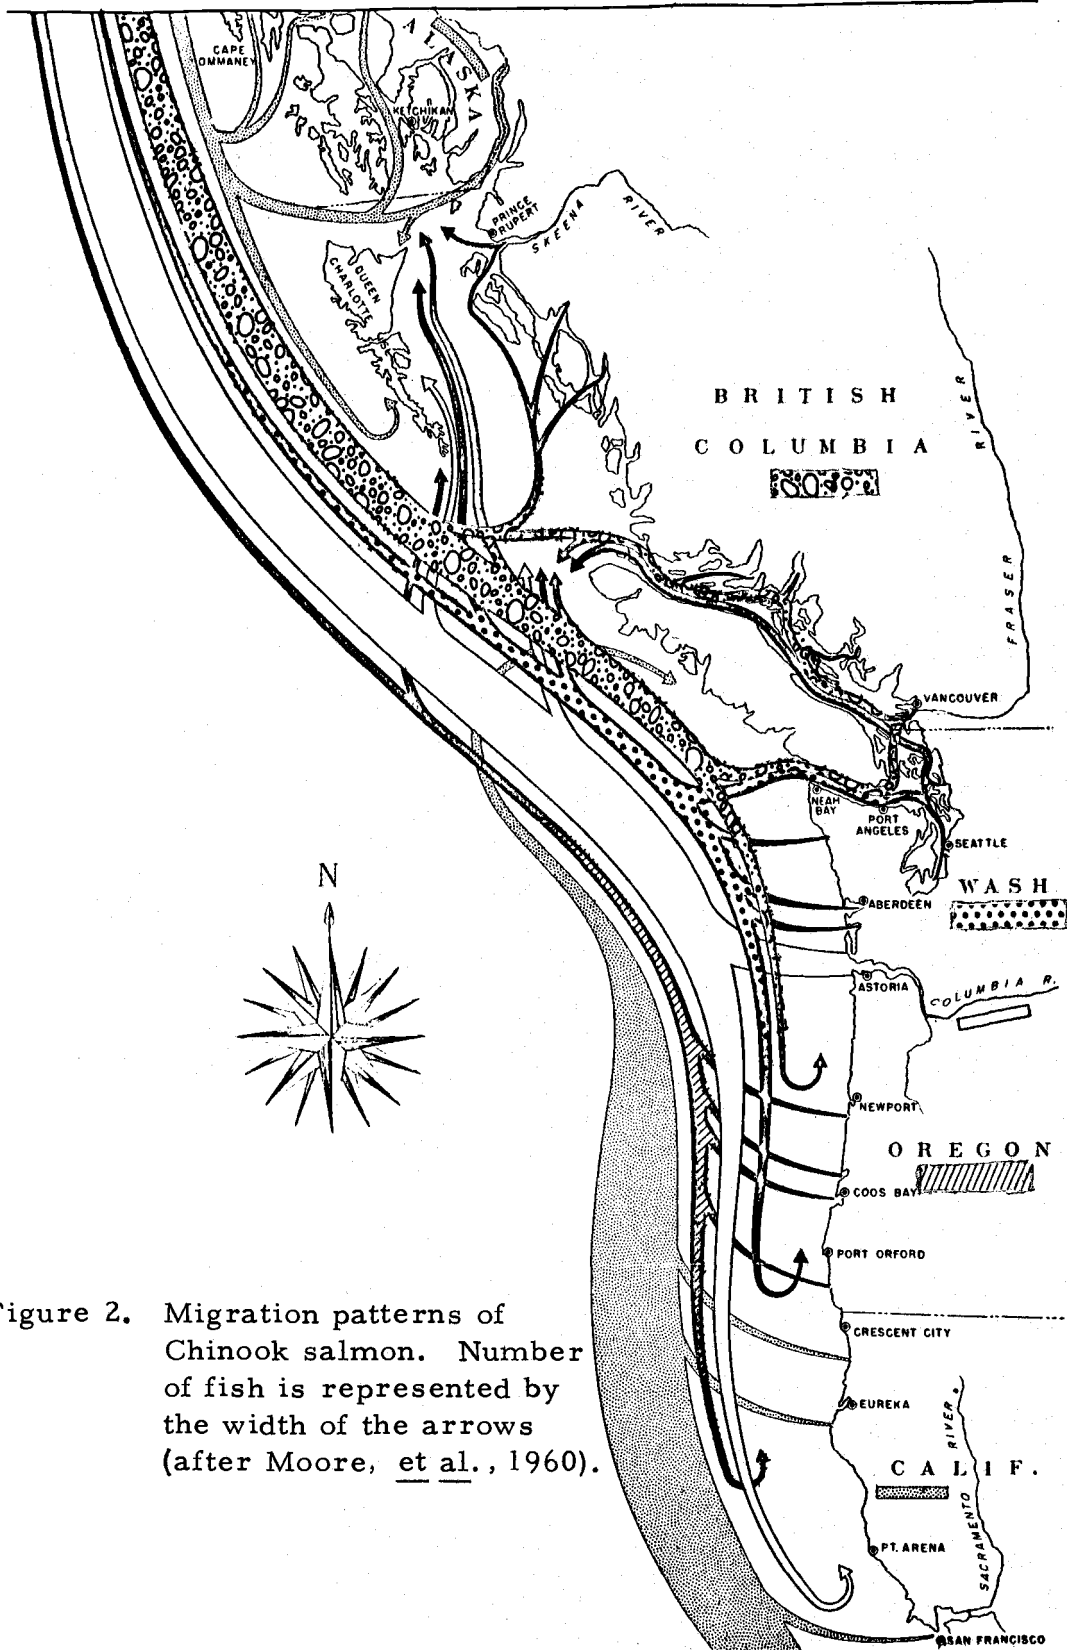 CAPE
OMMANEY
ALASKA
KETCHIKAN
PRINCE
RUPERT
SKEENA RIVER
QUEEN
CHARLOTTE
IS.
BRITISH
COLUMBIA
FRASER RIVER
VANCOUVER
NEAH
BAY
PORT
ANGELES
SEATTLE
WASH
ABERDEEN
N
ASTORIA
COLUMBIA R.
NEWPORT
OREGON
COOS BAY
PORT ORFORD
CRESCENT CITY
EUREKA
CALIF.
SACRAMENTO RIVER
PT. ARENA
SAN FRANCISCO
igure 2. Migration patterns of
Chinook salmon. Number
of fish is represented by
the width of the arrows
(after Moore, et al., 1960).